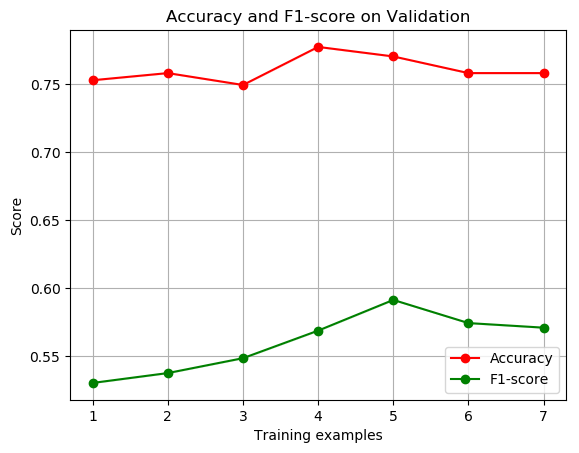 Accuracy and F1-score on Validation
Score
0.75
0.70
0.65
0.60
0.55
1 2 3 4 5 6 7
Training examples
Accuracy
F1-score